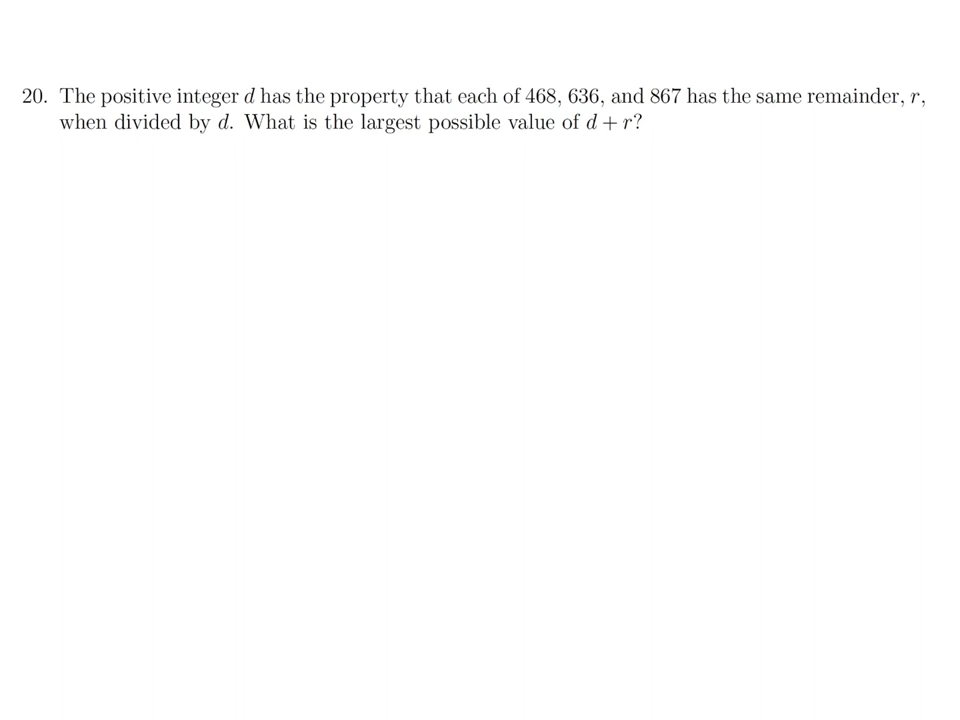 20. The positive integer d has the property that each of 468, 636, and 867 has the same remainder, r,
when divided by d. What is the largest possible value of d + r?